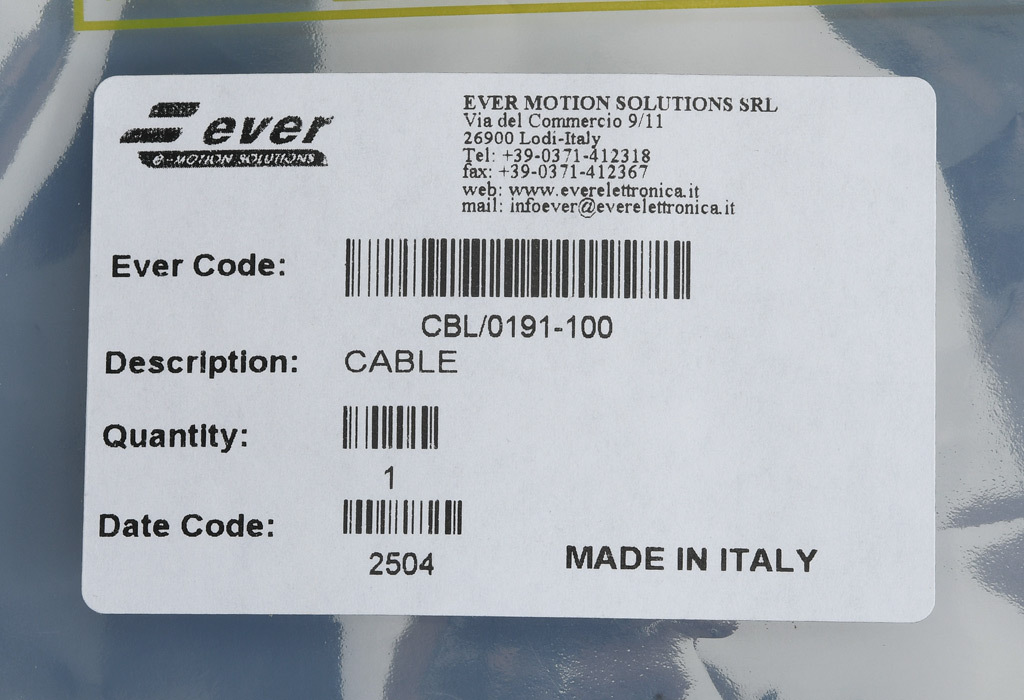 ever
e-MOTION SOLUTIONS
EVER MOTION SOLUTIONS SRL
Via del Commercio 9/11
26900 Lodi-Italy
Tel: +39-0371-412318
fax: +39-0371-412367
web: www.everelettronica.it
mail: infoever@everelettronica.it
Ever Code:
CBL/0191-100
Description: CABLE
Quantity:
1
Date Code:
2504
MADE IN ITALY